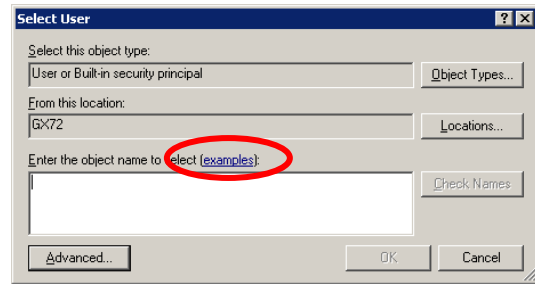 Select User
Select this object type:
User or Built-in security principal
Object Types...
From this location:
GX72
Locations...
Enter the object name to select (examples):
Check Names
Advanced...
OK
Cancel